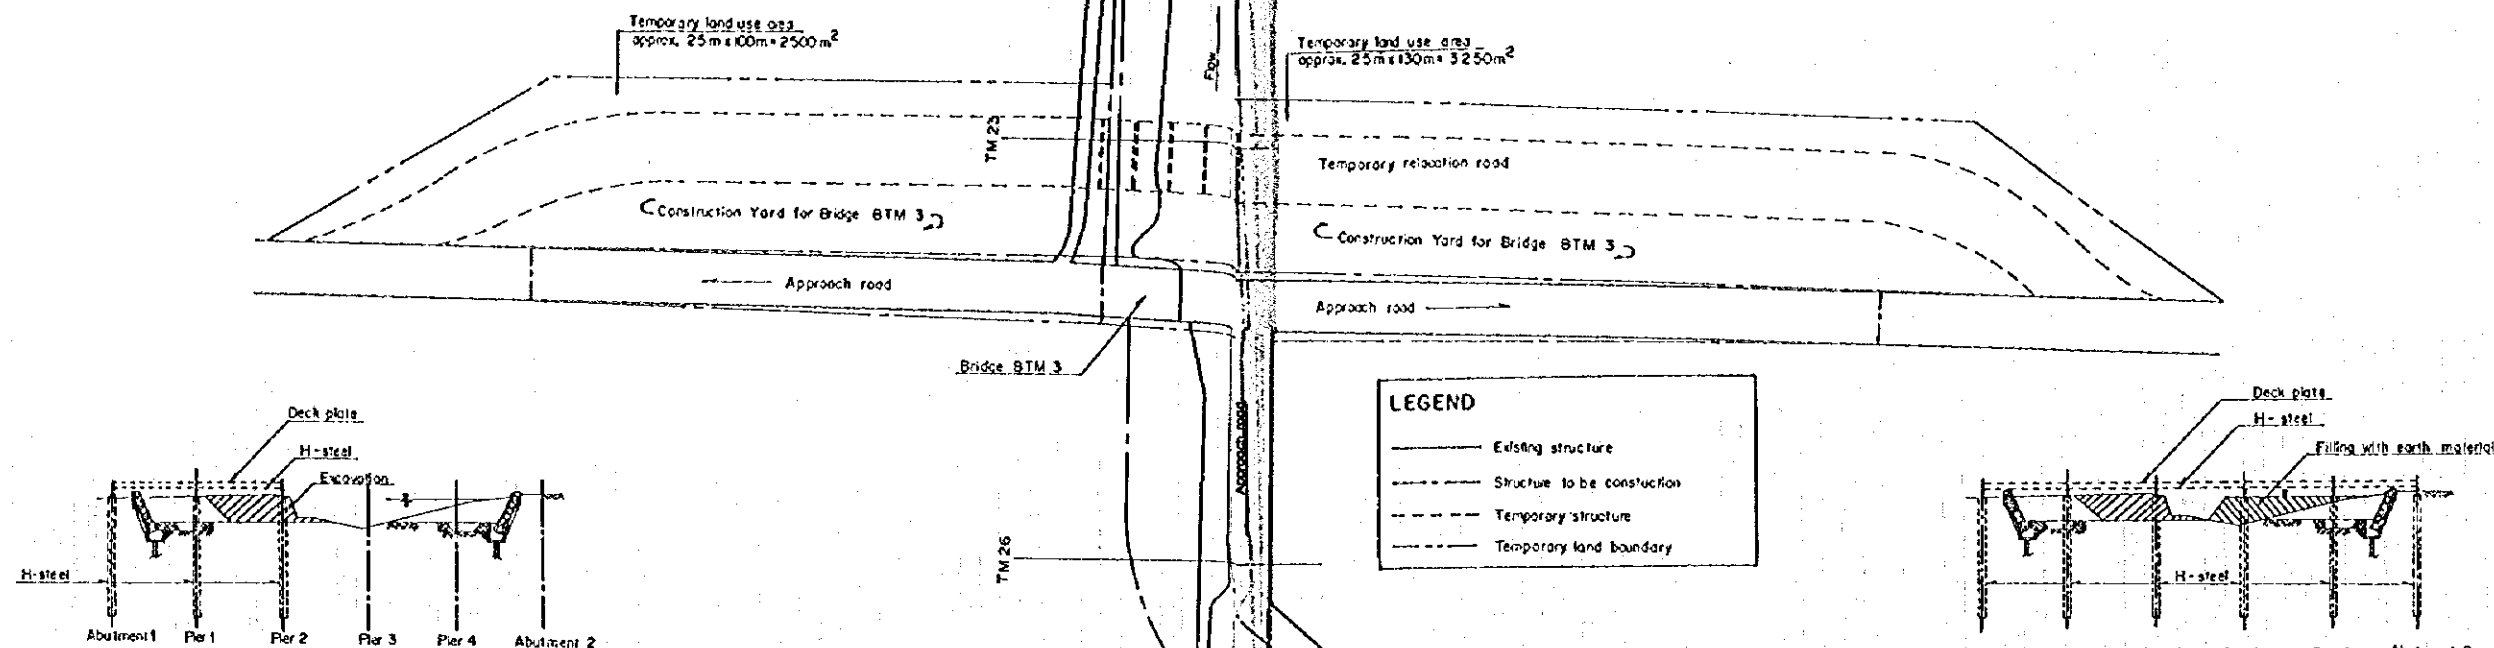 Temporary land use area
approx. 25m x 100m = 2500m²
Flow
Temporary land use area
approx. 25m x 130m = 3250m²
TM 23
Temporary relocation road
Construction Yard for Bridge BTM 3
Construction Yard for Bridge BTM 3
Approach road
Approach road
Bridge BTM 3
Approach road
TM 26
LEGEND
Existing structure
Structure to be constuction
Temporary structure
Temporary land boundary
Deck plate
H-steel
Excavation
H-steel
Abutment 1
Pier 1
Pier 2
Pier 3
Pier 4
Abutment 2
Deck plate
H-steel
Filling with earth material
H-steel